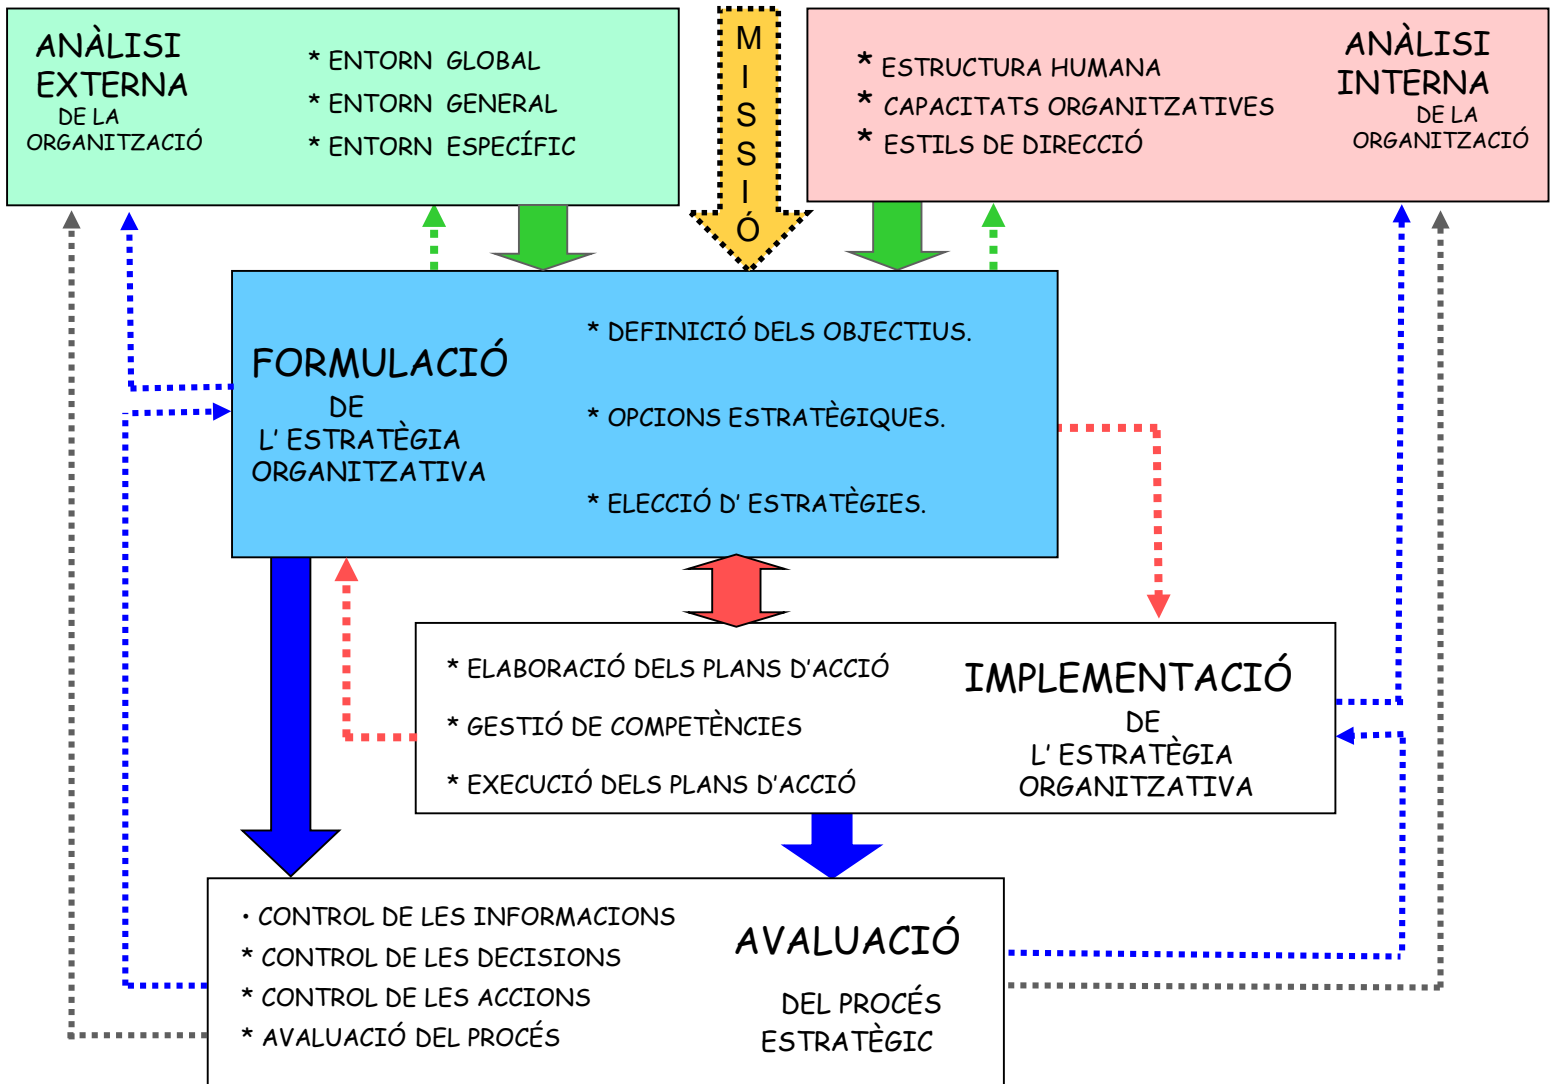 ANÀLISI
EXTERNA
DE LA
ORGANITZACIÓ
* ENTORN GLOBAL
* ENTORN GENERAL
* ENTORN ESPECÍFIC
M
I
S
S
I
Ó
* ESTRUCTURA HUMANA
* CAPACITATS ORGANITZATIVES
* ESTILS DE DIRECCIÓ
ANÀLISI
INTERNA
DE LA
ORGANITZACIÓ
FORMULACIÓ
DE
L' ESTRATÈGIA
ORGANITZATIVA
* DEFINICIÓ DELS OBJECTIUS.
* OPCIONS ESTRATÈGIQUES.
* ELECCIÓ D' ESTRATÈGIES.
* ELABORACIÓ DELS PLANS D'ACCIÓ
* GESTIÓ DE COMPETÈNCIES
* EXECUCIÓ DELS PLANS D'ACCIÓ
IMPLEMENTACIÓ
DE
L' ESTRATÈGIA
ORGANITZATIVA
• CONTROL DE LES INFORMACIONS
* CONTROL DE LES DECISIONS
* CONTROL DE LES ACCIONS
* AVALUACIÓ DEL PROCÉS
AVALUACIÓ
DEL PROCÉS
ESTRATÈGIC